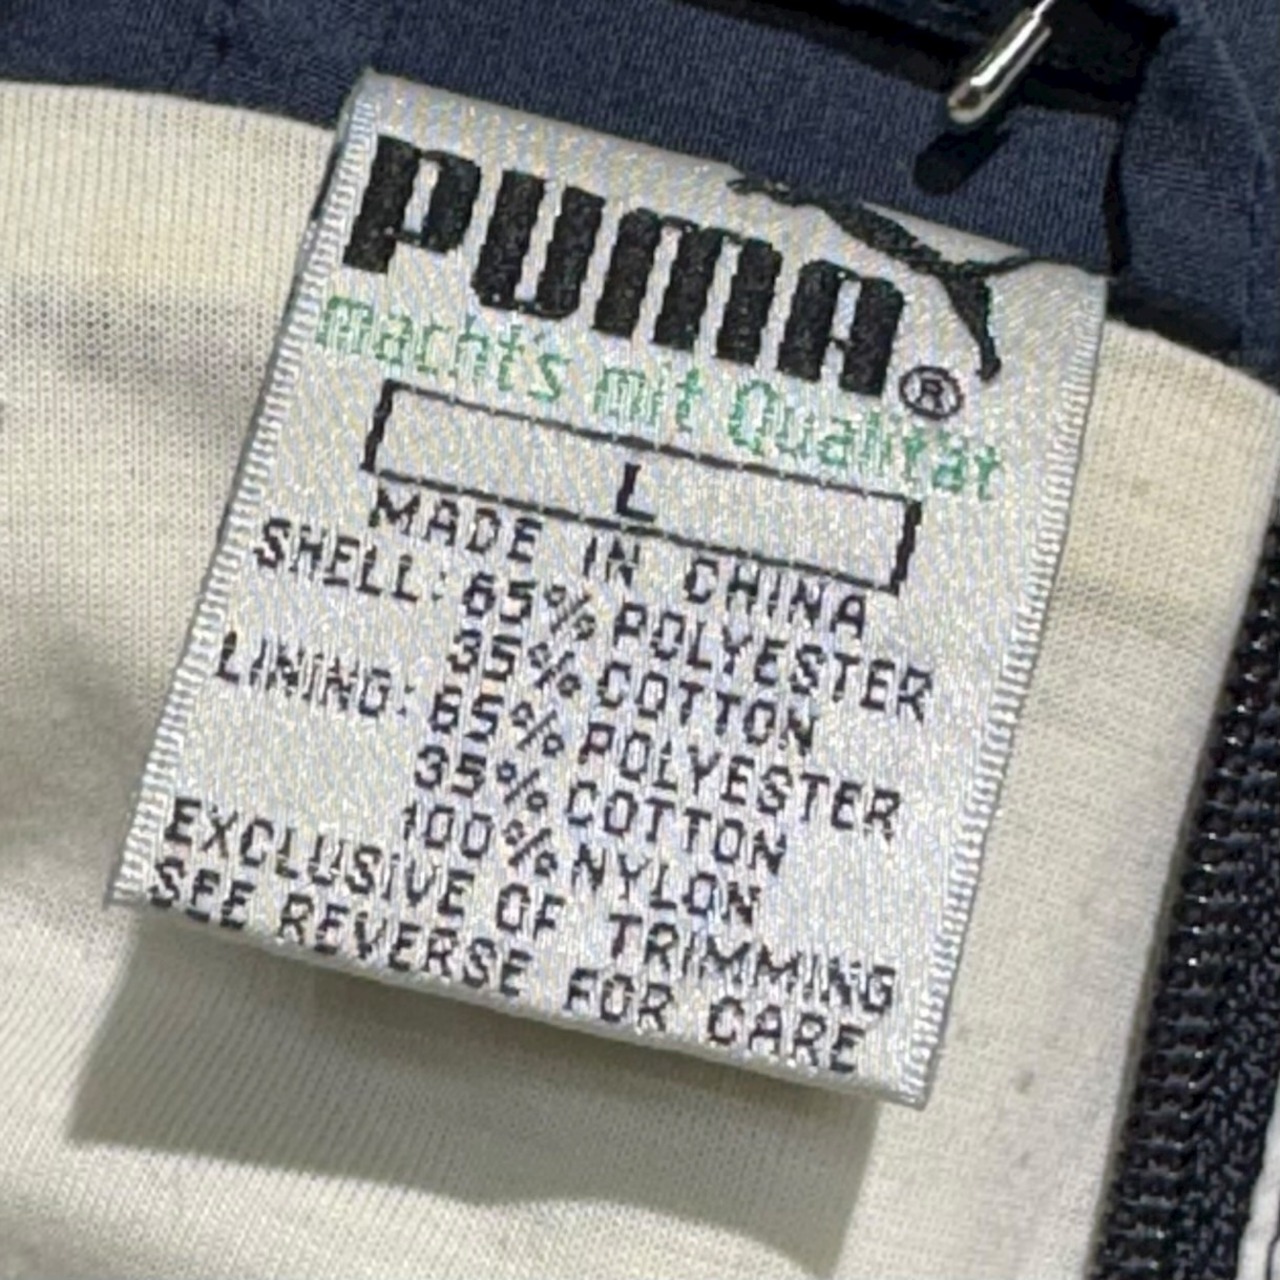 PUMA®
macht's mit Qualität
L
MADE IN CHINA
SHELL: 65% POLYESTER
35% COTTON
LINING: 65% POLYESTER
35% COTTON
100% NYLON
EXCLUSIVE OF TRIMMING
SEE REVERSE FOR CARE